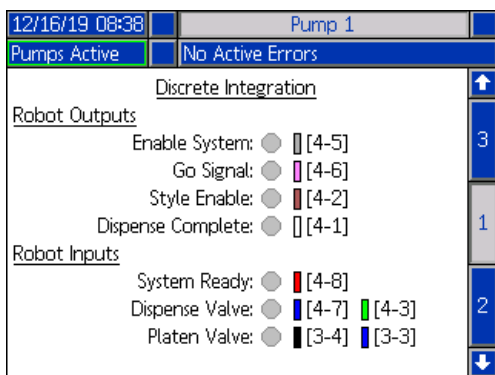 12/16/19 08:38 Pump 1
Pumps Active No Active Errors
Discrete Integration
Robot Outputs
Enable System: [4-5]
Go Signal: [4-6]
Style Enable: [4-2]
Dispense Complete: [4-1]
Robot Inputs
System Ready: [4-8]
Dispense Valve: [4-7] [4-3]
Platen Valve: [3-4] [3-3]
3
1
2